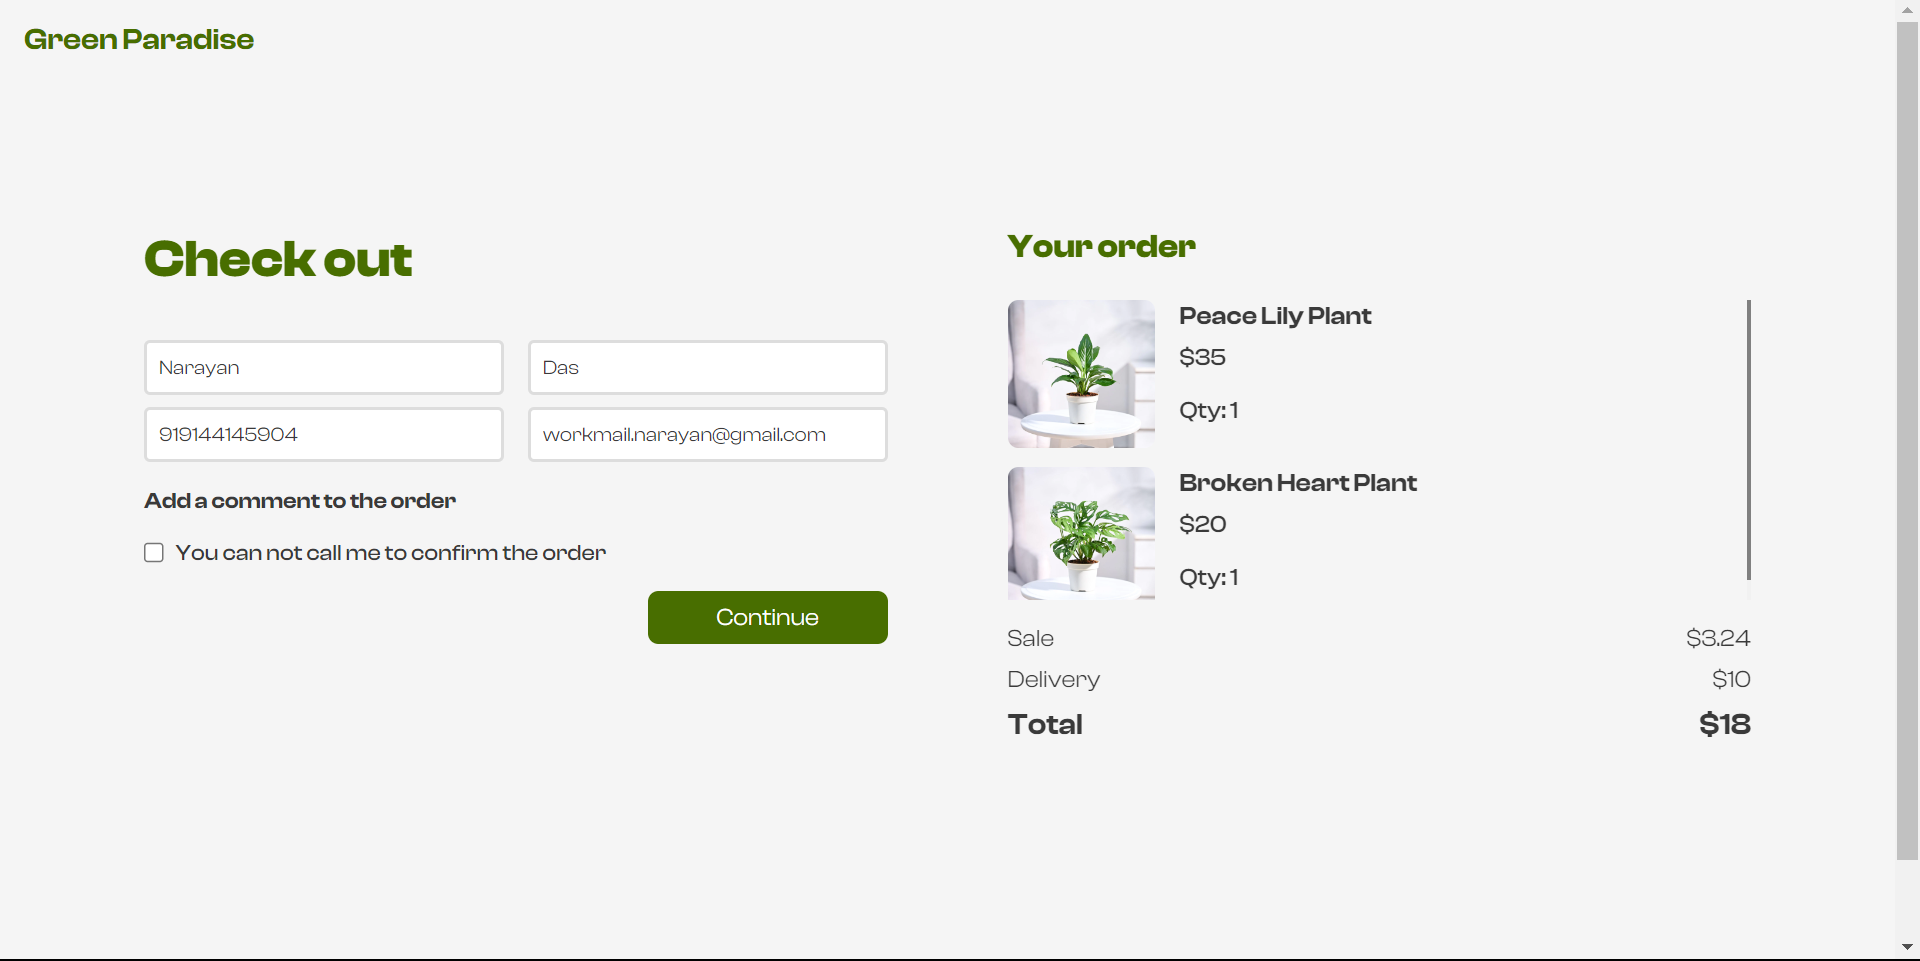 Green Paradise
Check out
Narayan
Das
919144145904
workmail.narayan@gmail.com
Add a comment to the order
You can not call me to confirm the order
Continue
Your order
Peace Lily Plant
$35
Qty: 1
Broken Heart Plant
$20
Qty: 1
Sale $3.24
Delivery $10
Total $18